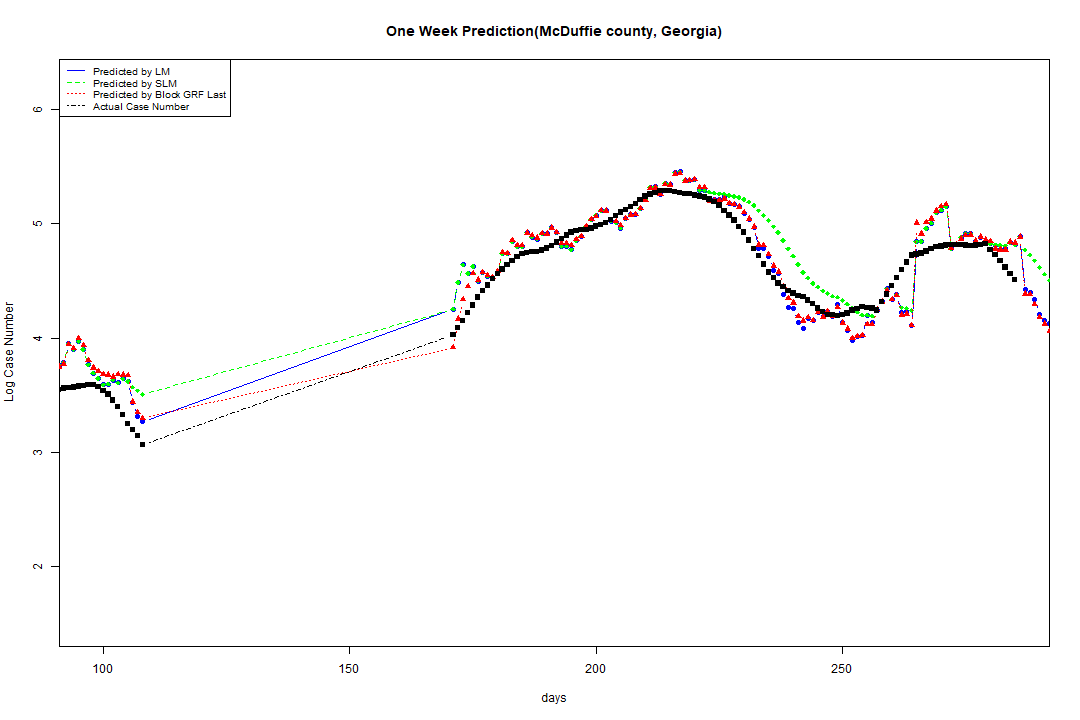 One Week Prediction(McDuffie county, Georgia)
Predicted by LM
Predicted by SLM
Predicted by Block GRF Last
Actual Case Number
6
5
4
3
2
Log Case Number
100 150 200 250
days